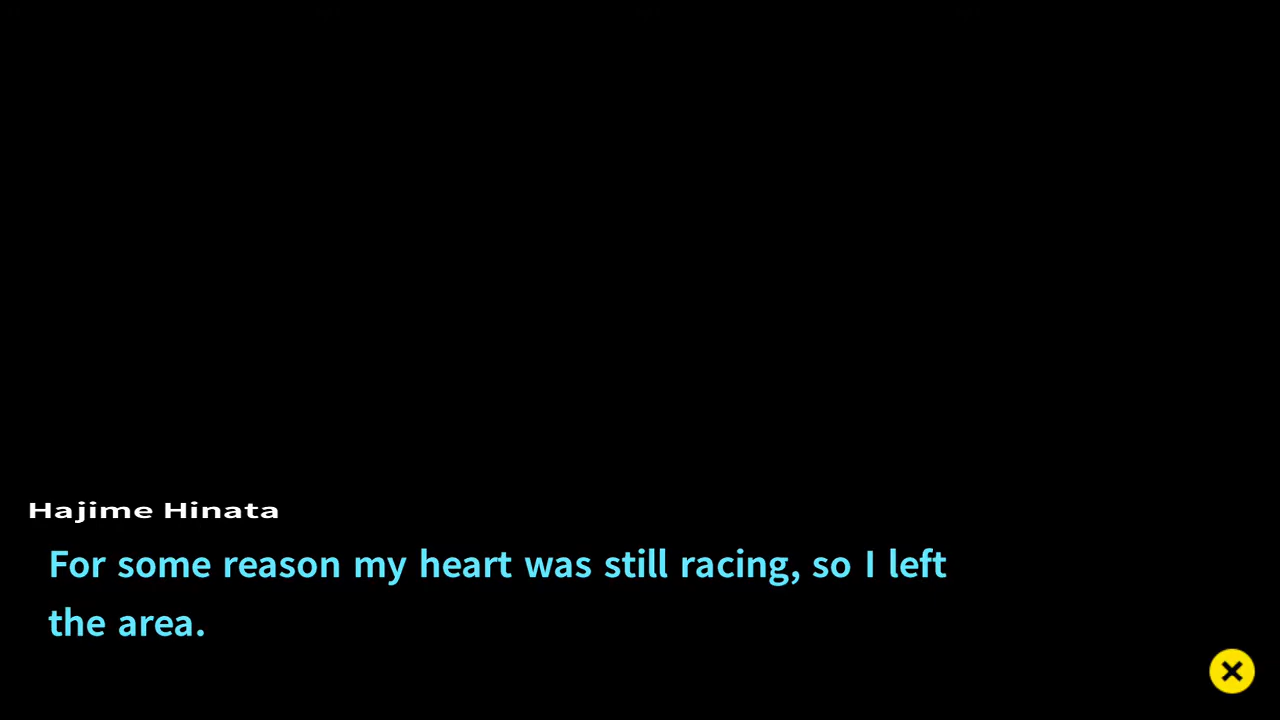 Hajime Hinata
For some reason my heart was still racing, so I left
the area.